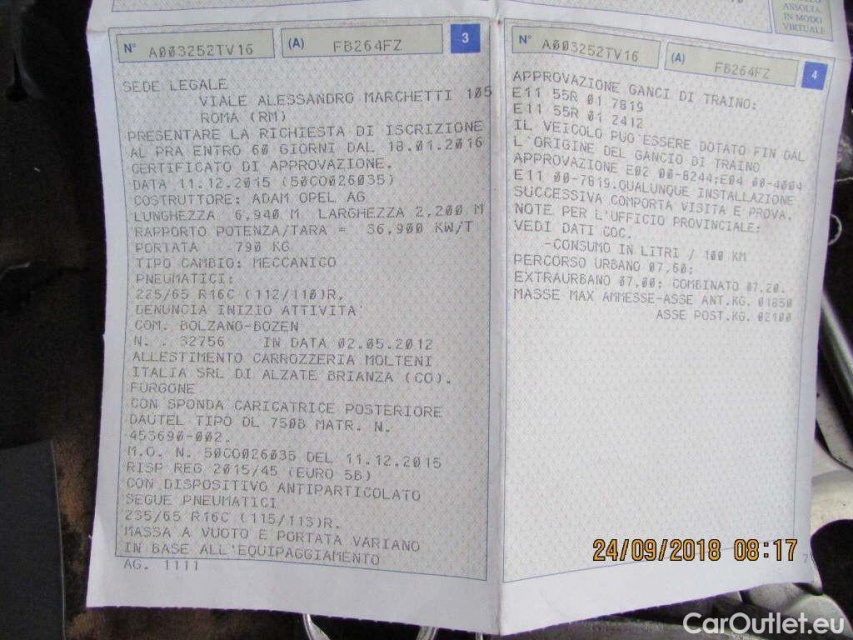 N° A003252TV16 (A) FB264FZ 3
SEDE LEGALE
VIALE ALESSANDRO MARCHETTI 105
ROMA (RM)
PRESENTARE LA RICHIESTA DI ISCRIZIONE
AL PRA ENTRO 60 GIORNI DAL 18.01.2016
CERTIFICATO DI APPROVAZIONE.
DATA 11.12.2015 (50CO026035)
COSTRUTTORE: ADAM OPEL AG
LUNGHEZZA 6,940 M LARGHEZZA 2,200 M
RAPPORTO POTENZA/TARA = 36,900 KW/T
PORTATA 790 KG
TIPO CAMBIO: MECCANICO
PNEUMATICI:
225/65 R16C (112/110)R,
DENUNCIA INIZIO ATTIVITA'
COM. BOLZANO-BOZEN
N. . 32756 IN DATA 02.05.2012
ALLESTIMENTO CARROZZERIA MOLTENI
ITALIA SRL DI ALZATE BRIANZA (CO).
FURGONE
CON SPONDA CARICATRICE POSTERIORE
DAUTEL TIPO DL 750B MATR. N.
453690-002.
M.O. N. 50CO026035 DEL 11.12.2015
RISP REG 2015/45 (EURO 5B)
CON DISPOSITIVO ANTIPARTICOLATO
SEGUE PNEUMATICI
235/65 R16C (115/113)R.
MASSA A VUOTO E PORTATA VARIANO
IN BASE ALL'EQUIPAGGIAMENTO
AG. 1111
ASSOLTA
IN MODO
VIRTUALE
N° A003252TV16 (A) FB264FZ 4
APPROVAZIONE GANCI DI TRAINO:
E11 55R 01 7619
E11 55R 01 2412
IL VEICOLO PUO'ESSERE DOTATO FIN DAL
L'ORIGINE DEL GANCIO DI TRAINO
APPROVAZIONE E02 00-6244;E04 00-4004
E11 00-7619.QUALUNQUE INSTALLAZIONE
SUCCESSIVA COMPORTA VISITA E PROVA.
NOTE PER L'UFFICIO PROVINCIALE:
VEDI DATI COC.
-CONSUMO IN LITRI / 100 KM
PERCORSO URBANO 07,60;
EXTRAURBANO 07.00; COMBINATO 07.20.
MASSE MAX AMMESSE-ASSE ANT.KG. 01850
ASSE POST.KG. 02100
24/09/2018 08:17
CarOutlet.eu